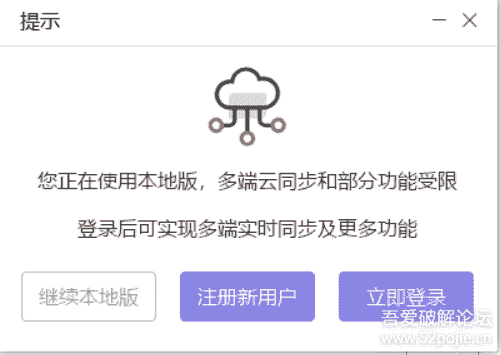 提示
您正在使用本地版，多端云同步和部分功能受限
登录后可实现多端实时同步及更多功能
继续本地版
注册新用户
立即登录
吾爱破解论坛
www.52pojie.cn